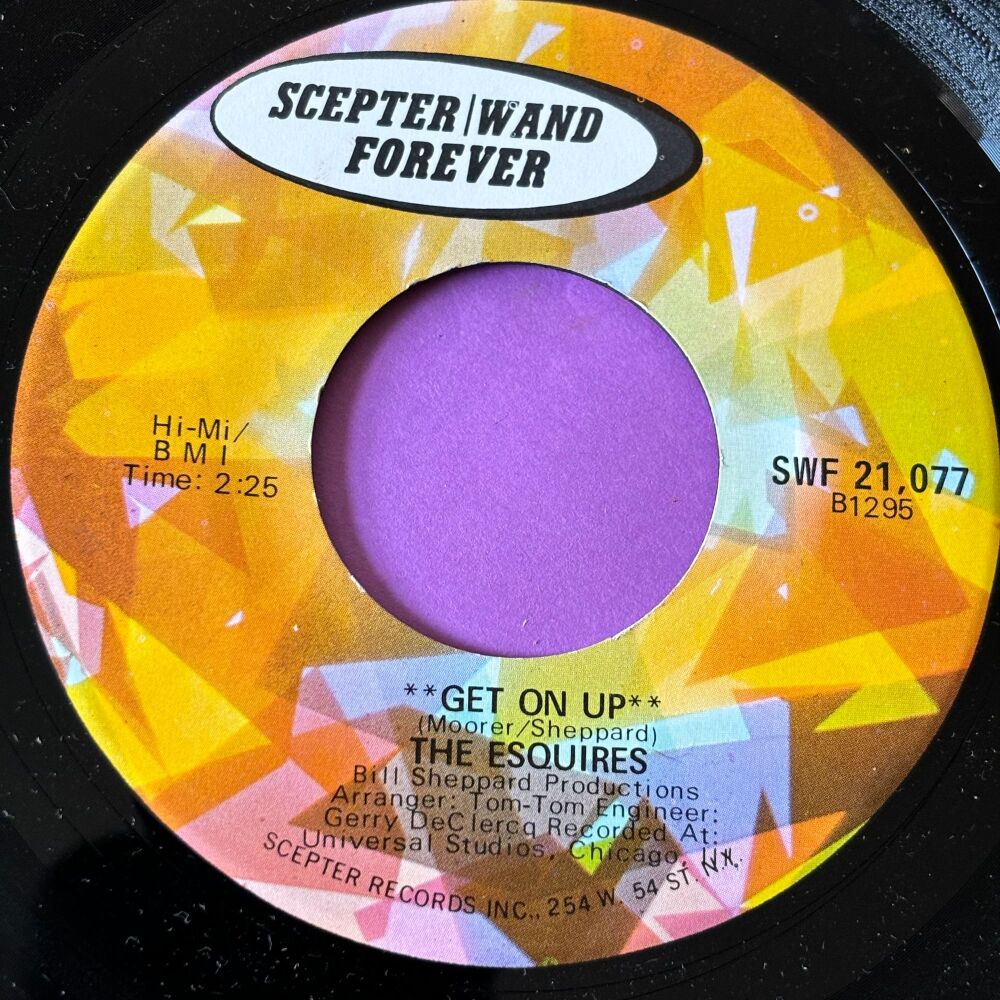 SCEPTER|WAND
FOREVER
Hi-Mi/
B M I
Time: 2:25
SWF 21,077
B1295
**GET ON UP**
(Moorer/Sheppard)
THE ESQUIRES
Bill Sheppard Productions
Arranger: Tom-Tom Engineer:
Gerry DeClercq Recorded At:
Universal Studios, Chicago,
SCEPTER RECORDS INC., 254 W. 54 ST.